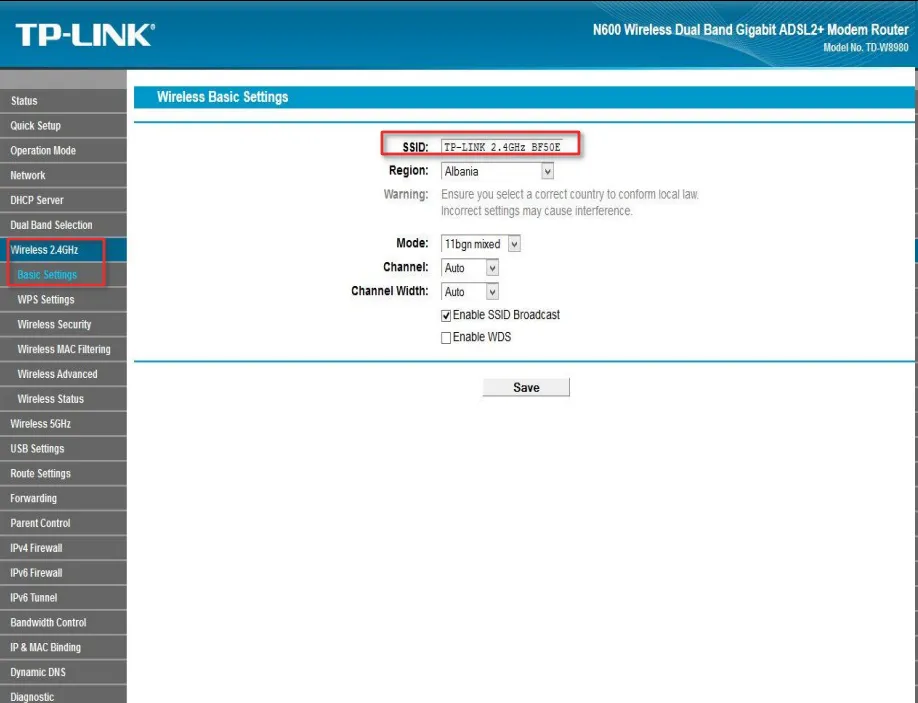 TP-LINK®
N600 Wireless Dual Band Gigabit ADSL2+ Modem Router
Model No. TD-W8980
Status
Quick Setup
Operation Mode
Network
DHCP Server
Dual Band Selection
Wireless 2.4GHz
Basic Settings
WPS Settings
Wireless Security
Wireless MAC Filtering
Wireless Advanced
Wireless Status
Wireless 5GHz
USB Settings
Route Settings
Forwarding
Parent Control
IPv4 Firewall
IPv6 Firewall
IPv6 Tunnel
Bandwidth Control
IP & MAC Binding
Dynamic DNS
Diagnostic
Wireless Basic Settings
SSID: TP-LINK 2.4GHz BF50E
Region: Albania
Warning: Ensure you select a correct country to conform local law.
Incorrect settings may cause interference.
Mode: 11bgn mixed
Channel: Auto
Channel Width: Auto
Enable SSID Broadcast
Enable WDS
Save